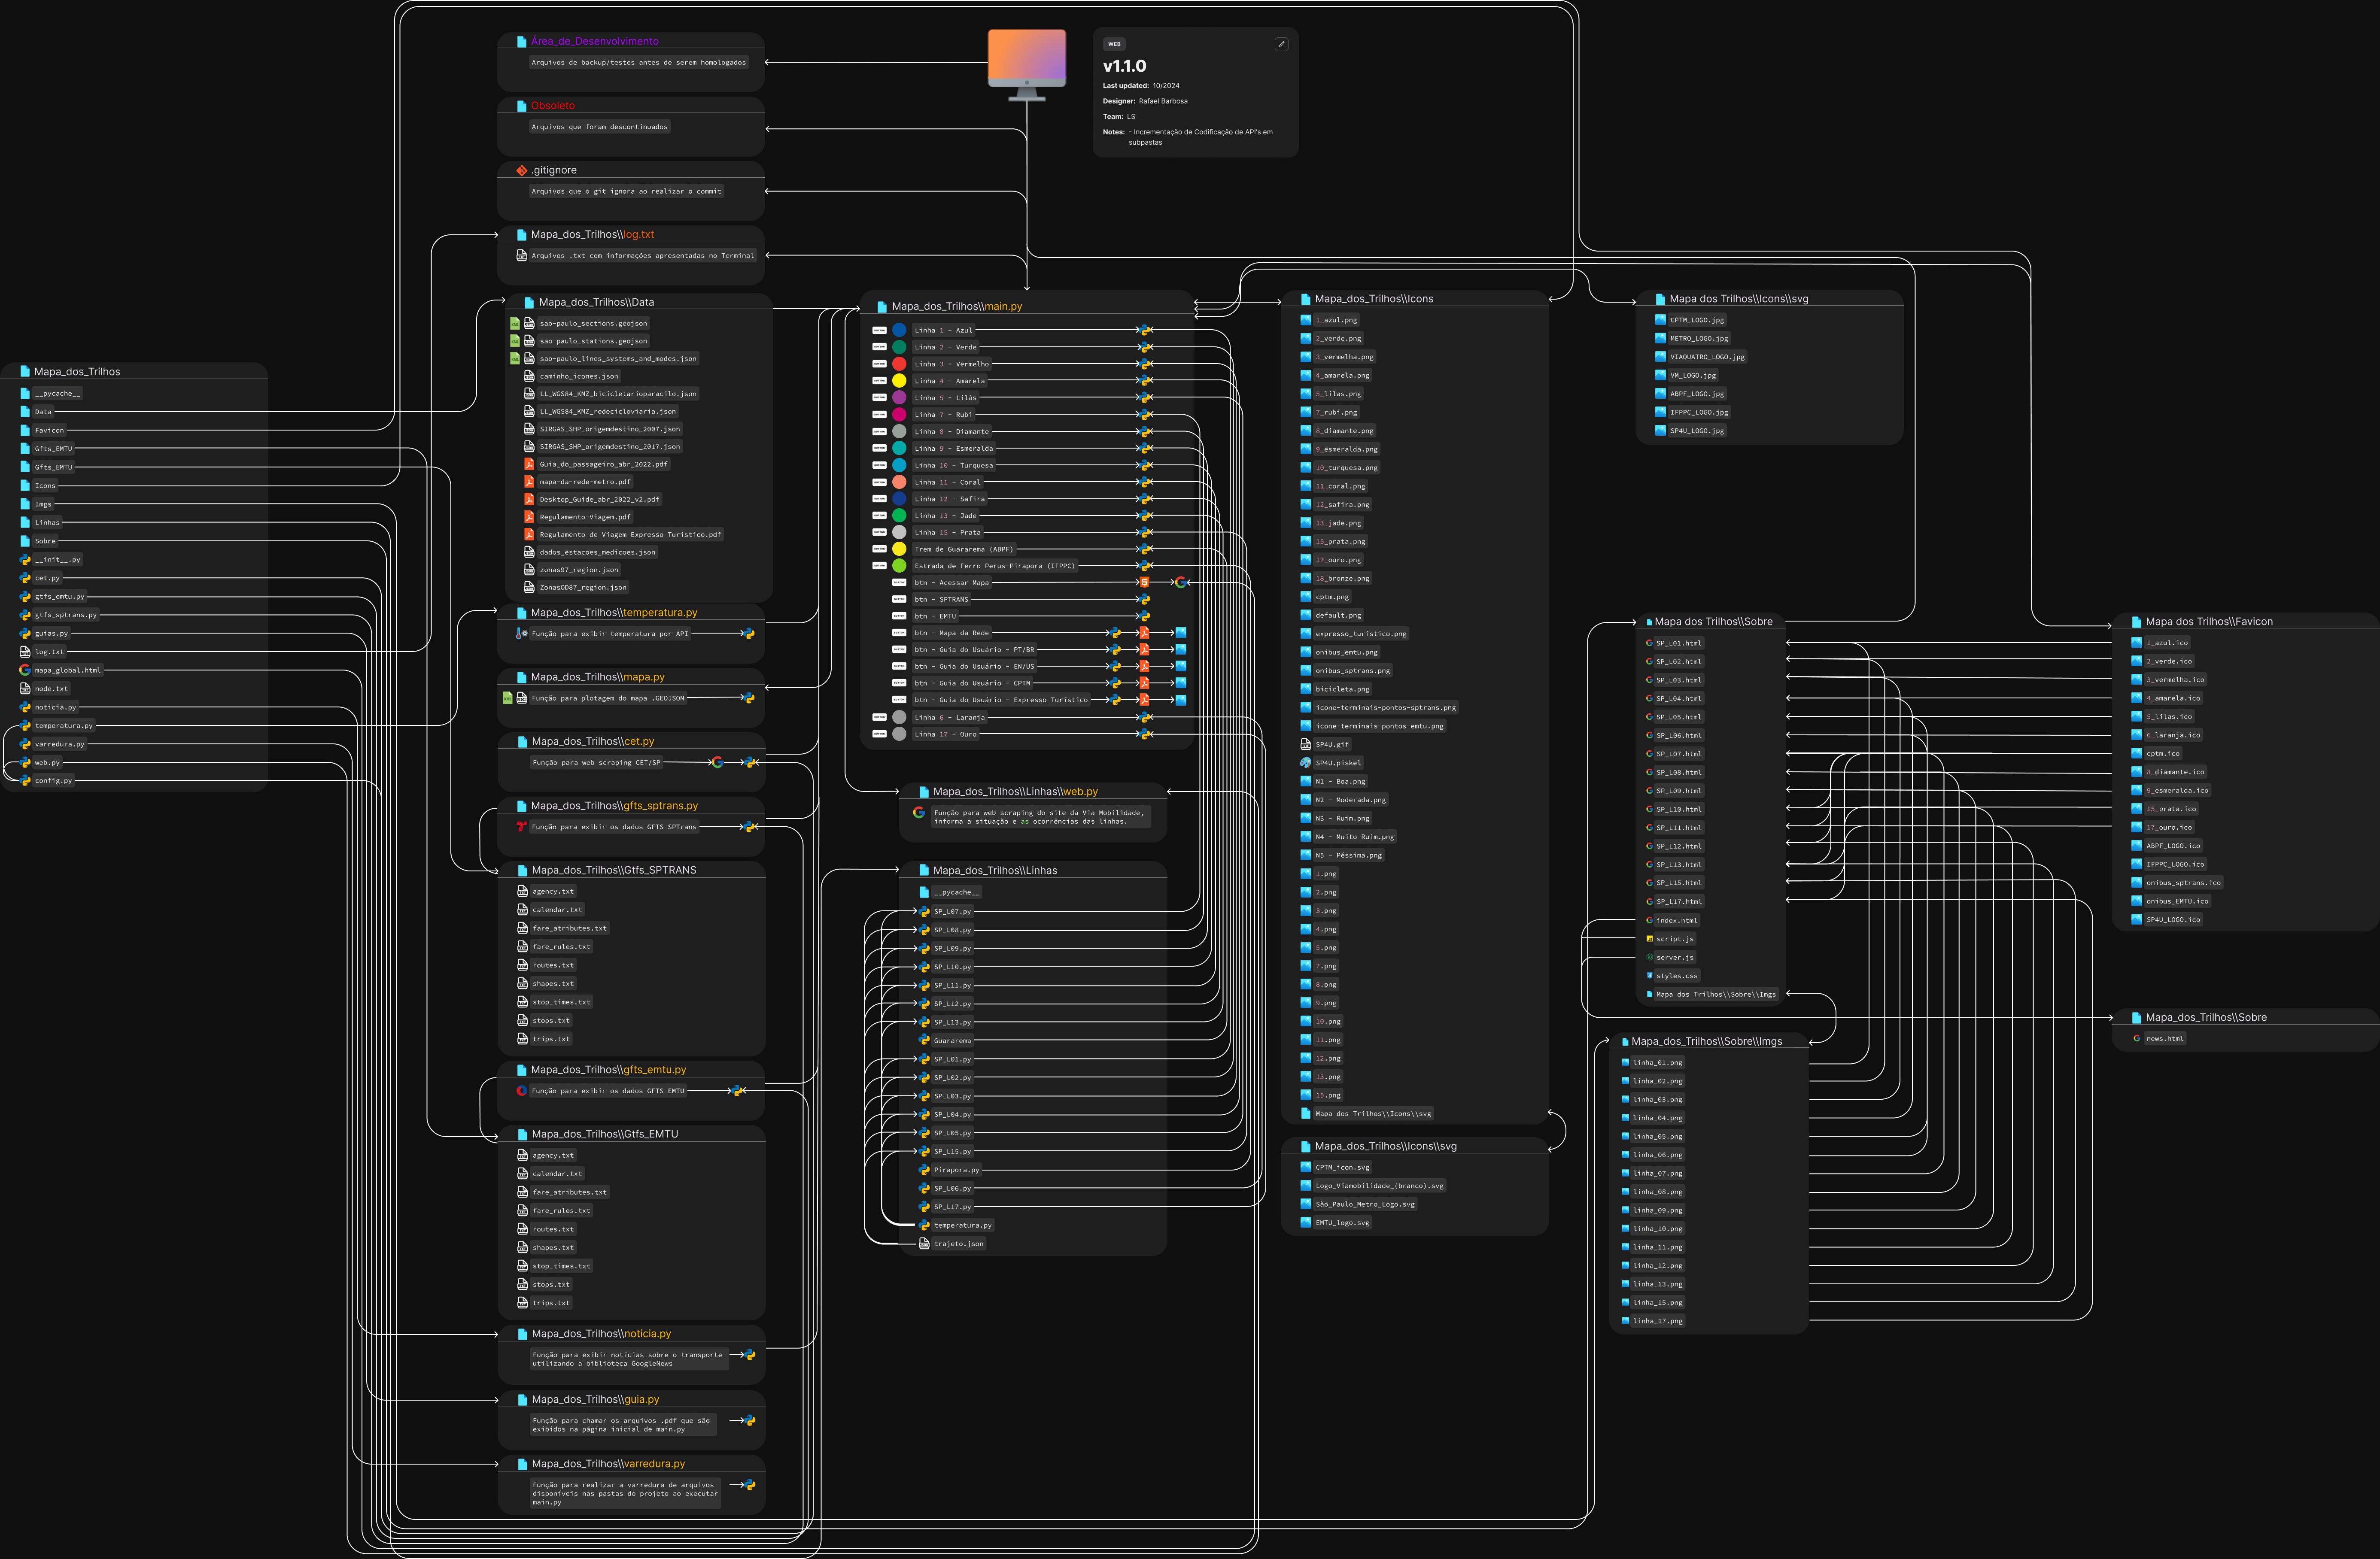 Área_de_Desenvolvimento
Arquivos de backup/testes antes de serem homologados
Obsoleto
Arquivos que foram descontinuados
.gitignore
Arquivos que o git ignora ao realizar o commit
Mapa_dos_Trilhos\\log.txt
Arquivos .txt com informações apresentadas no Terminal
WEB
v1.1.0
Last updated: 10/2024
Designer: Rafael Barbosa
Team: LS
Notes: - Incrementação de Codificação de API's em
subpastas
Mapa_dos_Trilhos
__pycache__
Data
Favicon
Gfts_EMTU
Gfts_EMTU
Icons
Imgs
Linhas
Sobre
__init__.py
cet.py
gtfs_emtu.py
gtfs_sptrans.py
guias.py
log.txt
mapa_global.html
node.txt
noticia.py
temperatura.py
varredura.py
web.py
config.py
Mapa_dos_Trilhos\\Data
sao-paulo_sections.geojson
sao-paulo_stations.geojson
sao-paulo_lines_systems_and_modes.json
caminho_icones.json
LL_WGS84_KMZ_bicicletarioparacilo.json
LL_WGS84_KMZ_redecicloviaria.json
SIRGAS_SHP_origemdestino_2007.json
SIRGAS_SHP_origemdestino_2017.json
Guia_do_passageiro_abr_2022.pdf
mapa-da-rede-metro.pdf
Desktop_Guide_abr_2022_v2.pdf
Regulamento-Viagem.pdf
Regulamento de Viagem Expresso Turístico.pdf
dados_estacoes_medicoes.json
zonas97_region.json
ZonasOD87_region.json
Mapa_dos_Trilhos\\temperatura.py
Função para exibir temperatura por API
Mapa_dos_Trilhos\\mapa.py
Função para plotagem do mapa .GEOJSON
Mapa_dos_Trilhos\\cet.py
Função para web scraping CET/SP
Mapa_dos_Trilhos\\gfts_sptrans.py
Função para exibir os dados GFTS SPTrans
Mapa_dos_Trilhos\\Gtfs_SPTRANS
agency.txt
calendar.txt
fare_atributes.txt
fare_rules.txt
routes.txt
shapes.txt
stop_times.txt
stops.txt
trips.txt
Mapa_dos_Trilhos\\gfts_emtu.py
Função para exibir os dados GFTS EMTU
Mapa_dos_Trilhos\\Gtfs_EMTU
agency.txt
calendar.txt
fare_atributes.txt
fare_rules.txt
routes.txt
shapes.txt
stop_times.txt
stops.txt
trips.txt
Mapa_dos_Trilhos\\noticia.py
Função para exibir notícias sobre o transporte
utilizando a biblioteca GoogleNews
Mapa_dos_Trilhos\\guia.py
Função para chamar os arquivos .pdf que são
exibidos na página inicial de main.py
Mapa_dos_Trilhos\\varredura.py
Função para realizar a varredura de arquivos
disponíveis nas pastas do projeto ao executar
main.py
Mapa_dos_Trilhos\\main.py
Linha 1 - Azul
Linha 2 - Verde
Linha 3 - Vermelho
Linha 4 - Amarela
Linha 5 - Lilás
Linha 7 - Rubi
Linha 8 - Diamante
Linha 9 - Esmeralda
Linha 10 - Turquesa
Linha 11 - Coral
Linha 12 - Safira
Linha 13 - Jade
Linha 15 - Prata
Trem de Guararema (ABPF)
Estrada de Ferro Perus-Pirapora (IFPPC)
btn - Acessar Mapa
btn - SPTRANS
btn - EMTU
btn - Mapa da Rede
btn - Guia do Usuário - PT/BR
btn - Guia do Usuário - EN/US
btn - Guia do Usuário - CPTM
btn - Guia do Usuário - Expresso Turístico
Linha 6 - Laranja
Linha 17 - Ouro
Mapa_dos_Trilhos\\Linhas\\web.py
Função para web scraping do site da Via Mobilidade,
informa a situação e as ocorrências das linhas.
Mapa_dos_Trilhos\\Linhas
__pycache__
SP_L07.py
SP_L08.py
SP_L09.py
SP_L10.py
SP_L11.py
SP_L12.py
SP_L13.py
Guararema
SP_L01.py
SP_L02.py
SP_L03.py
SP_L04.py
SP_L05.py
SP_L15.py
Pirapora.py
SP_L06.py
SP_L17.py
temperatura.py
trajeto.json
Mapa_dos_Trilhos\\Icons
1_azul.png
2_verde.png
3_vermelha.png
4_amarela.png
5_lilas.png
7_rubi.png
8_diamante.png
9_esmeralda.png
10_turquesa.png
11_coral.png
12_safira.png
13_jade.png
15_prata.png
17_ouro.png
18_bronze.png
cptm.png
default.png
expresso_turistico.png
onibus_emtu.png
onibus_sptrans.png
bicicleta.png
icone-terminais-pontos-sptrans.png
icone-terminais-pontos-emtu.png
SP4U.gif
SP4U.piskel
N1 - Boa.png
N2 - Moderada.png
N3 - Ruim.png
N4 - Muito Ruim.png
N5 - Péssima.png
1.png
2.png
3.png
4.png
5.png
7.png
8.png
9.png
10.png
11.png
12.png
13.png
15.png
Mapa dos Trilhos\\Icons\\svg
Mapa_dos_Trilhos\\Icons\\svg
CPTM_icon.svg
Logo_Viamobilidade_(branco).svg
São_Paulo_Metro_Logo.svg
EMTU_logo.svg
Mapa dos Trilhos\\Icons\\svg
CPTM_LOGO.jpg
METRO_LOGO.jpg
VIAQUATRO_LOGO.jpg
VM_LOGO.jpg
ABPF_LOGO.jpg
IFPPC_LOGO.jpg
SP4U_LOGO.jpg
Mapa dos Trilhos\\Sobre
SP_L01.html
SP_L02.html
SP_L03.html
SP_L04.html
SP_L05.html
SP_L06.html
SP_L07.html
SP_L08.html
SP_L09.html
SP_L10.html
SP_L11.html
SP_L12.html
SP_L13.html
SP_L15.html
SP_L17.html
index.html
script.js
server.js
styles.css
Mapa dos Trilhos\\Sobre\\Imgs
Mapa_dos_Trilhos\\Sobre\\Imgs
linha_01.png
linha_02.png
linha_03.png
linha_04.png
linha_05.png
linha_06.png
linha_07.png
linha_08.png
linha_09.png
linha_10.png
linha_11.png
linha_12.png
linha_13.png
linha_15.png
linha_17.png
Mapa dos Trilhos\\Favicon
1_azul.ico
2_verde.ico
3_vermelha.ico
4_amarela.ico
5_lilas.ico
6_laranja.ico
cptm.ico
8_diamante.ico
9_esmeralda.ico
15_prata.ico
17_ouro.ico
ABPF_LOGO.ico
IFPPC_LOGO.ico
onibus_sptrans.ico
onibus_EMTU.ico
SP4U_LOGO.ico
Mapa_dos_Trilhos\\Sobre
news.html